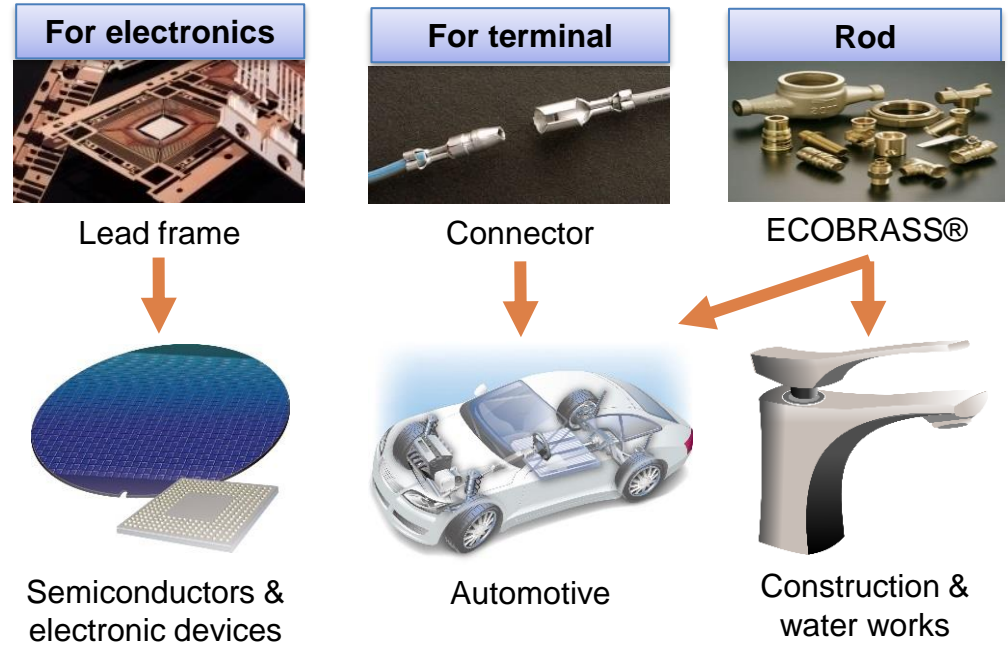 For electronics
For terminal
Rod
Lead frame
Connector
ECOBRASS®
Semiconductors &
electronic devices
Automotive
Construction &
water works